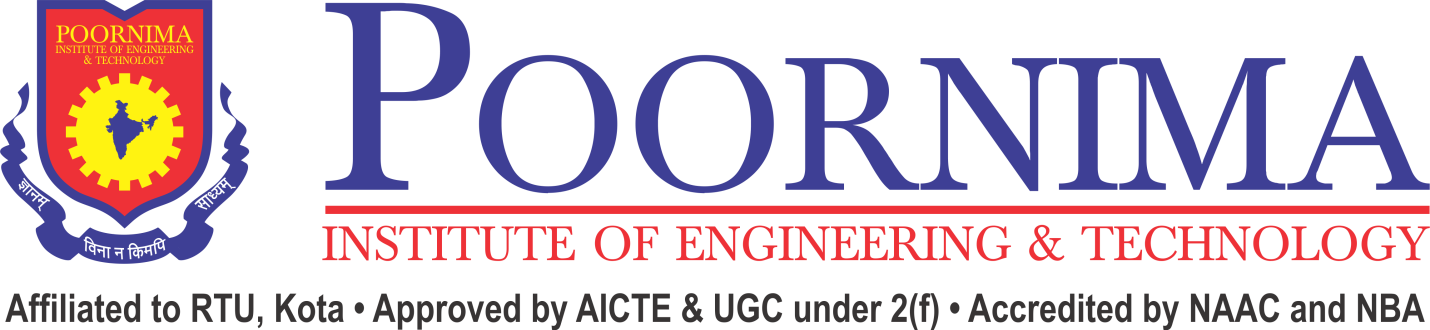 POORNIMA
INSTITUTE OF ENGINEERING
& TECHNOLOGY
ज्ञानम्
विना न किमपि
साध्यम्
POORNIMA
INSTITUTE OF ENGINEERING & TECHNOLOGY
Affiliated to RTU, Kota • Approved by AICTE & UGC under 2(f) • Accredited by NAAC and NBA